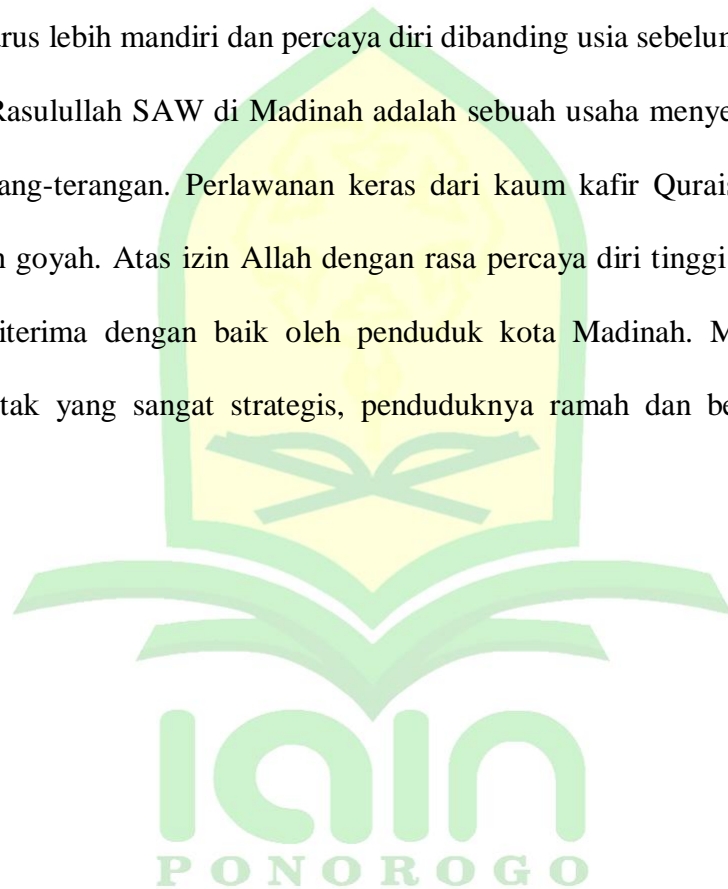 rus lebih mandiri dan percaya diri dibanding usia sebelum
Rasulullah SAW di Madinah adalah sebuah usaha menye
ang-terangan. Perlawanan keras dari kaum kafir Qurais
n goyah. Atas izin Allah dengan rasa percaya diri tinggi
iterima dengan baik oleh penduduk kota Madinah. M
tak yang sangat strategis, penduduknya ramah dan be
IAIN
PONOROGO